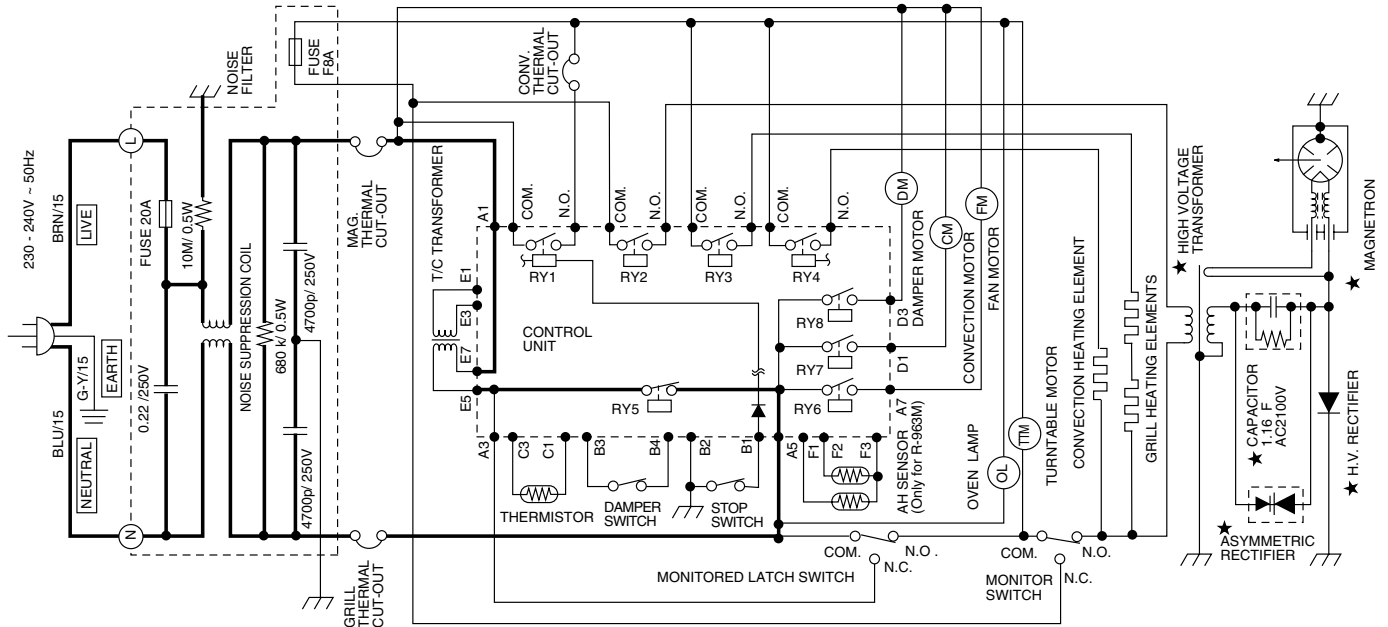 230 - 240V ~ 50Hz
BRN/15
LIVE
G-Y/15
EARTH
BLU/15
NEUTRAL
L
N
FUSE 20A
10M/ 0.5W
0.22 /250V
NOISE
FILTER
NOISE SUPPRESSION COIL
680 k/ 0.5W
4700p/ 250V
4700p/ 250V
FUSE
F8A
MAG.
THERMAL
CUT-OUT
GRILL
THERMAL
CUT-OUT
T/C TRANSFORMER
CONV.
THERMAL
CUT-OUT
A1
E1
E3
E7
E5
CONTROL
UNIT
COM.
N.O.
COM.
N.O.
COM.
N.O.
COM.
N.O.
RY1
RY2
RY3
RY4
RY5
RY6
RY7
RY8
A3
C3
C1
B3
B4
B2
B1
A5
F1
F2
F3
A7
D1
D3
THERMISTOR
DAMPER
SWITCH
STOP
SWITCH
AH SENSOR
(Only for R-963M)
DM
CM
FM
DAMPER MOTOR
CONVECTION MOTOR
FAN MOTOR
OVEN LAMP
OL
TTM
TURNTABLE MOTOR
CONVECTION HEATING ELEMENT
GRILL HEATING ELEMENTS
COM.
N.O .
N.C.
MONITORED LATCH SWITCH
COM.
N.O.
N.C.
MONITOR
SWITCH
★ HIGH VOLTAGE
TRANSFORMER
★ CAPACITOR
1.16 F
AC2100V
★ ASYMMETRIC
RECTIFIER
★ H.V. RECTIFIER
★ MAGNETRON